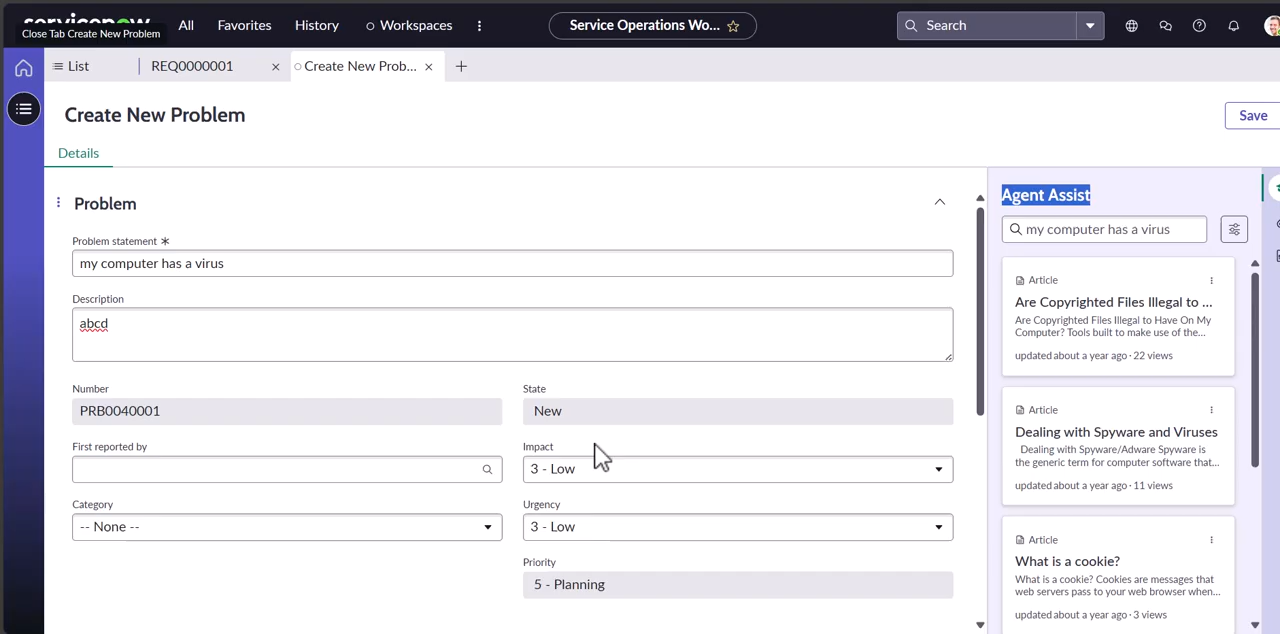 servicenow
All
Favorites
History
Workspaces
Service Operations Wo...
Search
Close Tab Create New Problem
List
REQ0000001
Create New Prob...
Create New Problem
Save
Details
Problem
Problem statement
my computer has a virus
Description
abcd
Number
PRB0040001
State
New
First reported by
Impact
3 - Low
Category
-- None --
Urgency
3 - Low
Priority
5 - Planning
Agent Assist
my computer has a virus
Article
Are Copyrighted Files Illegal to ...
Are Copyrighted Files Illegal to Have On My
Computer? Tools built to make use of the...
updated about a year ago · 22 views
Article
Dealing with Spyware and Viruses
Dealing with Spyware/Adware Spyware is
the generic term for computer software that...
updated about a year ago · 11 views
Article
What is a cookie?
What is a cookie? Cookies are messages that
web servers pass to your web browser when...
updated about a year ago · 3 views